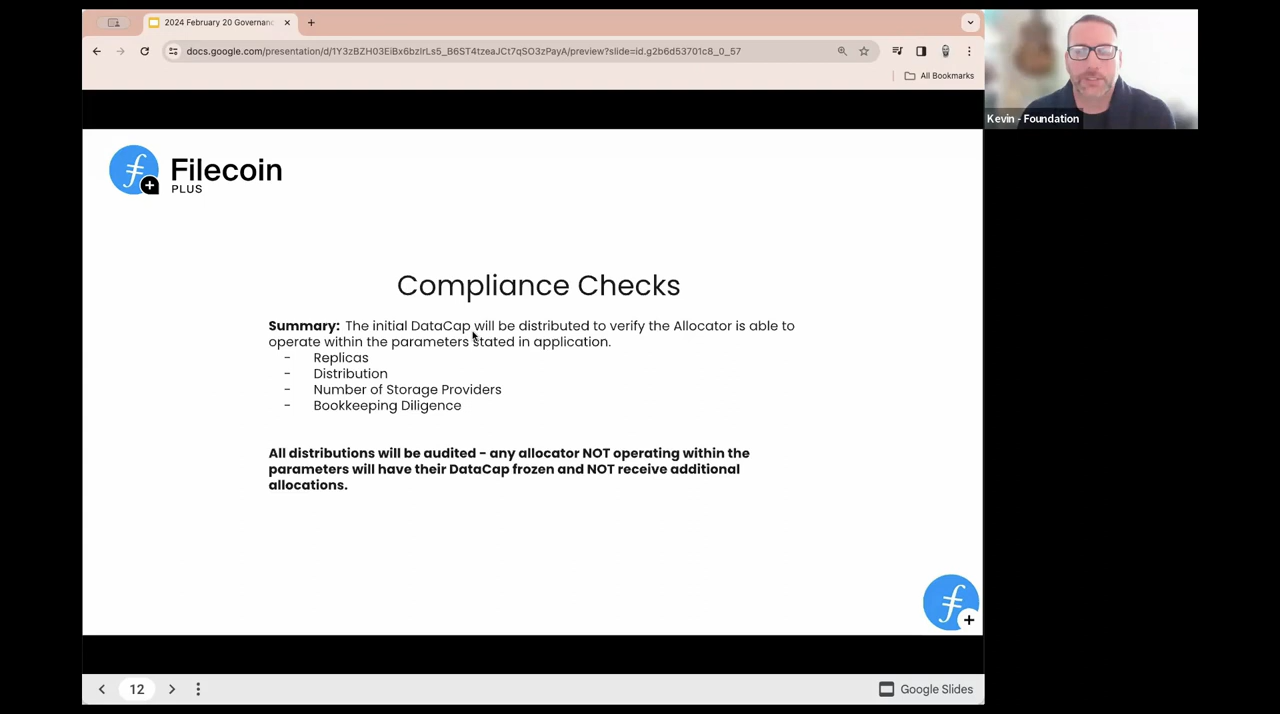 2024 February 20 Governanc
docs.google.com/presentation/d/1Y3zBZH03EiBx6bzIrLs5_B6ST4tzeaJCt7qSO3zPayA/preview?slide=id.g2b6d53701c8_0_57
All Bookmarks
Kevin - Foundation
Filecoin
PLUS
Compliance Checks
Summary: The initial DataCap will be distributed to verify the Allocator is able to
operate within the parameters stated in application.
- Replicas
- Distribution
- Number of Storage Providers
- Bookkeeping Diligence
All distributions will be audited - any allocator NOT operating within the
parameters will have their DataCap frozen and NOT receive additional
allocations.
12
Google Slides